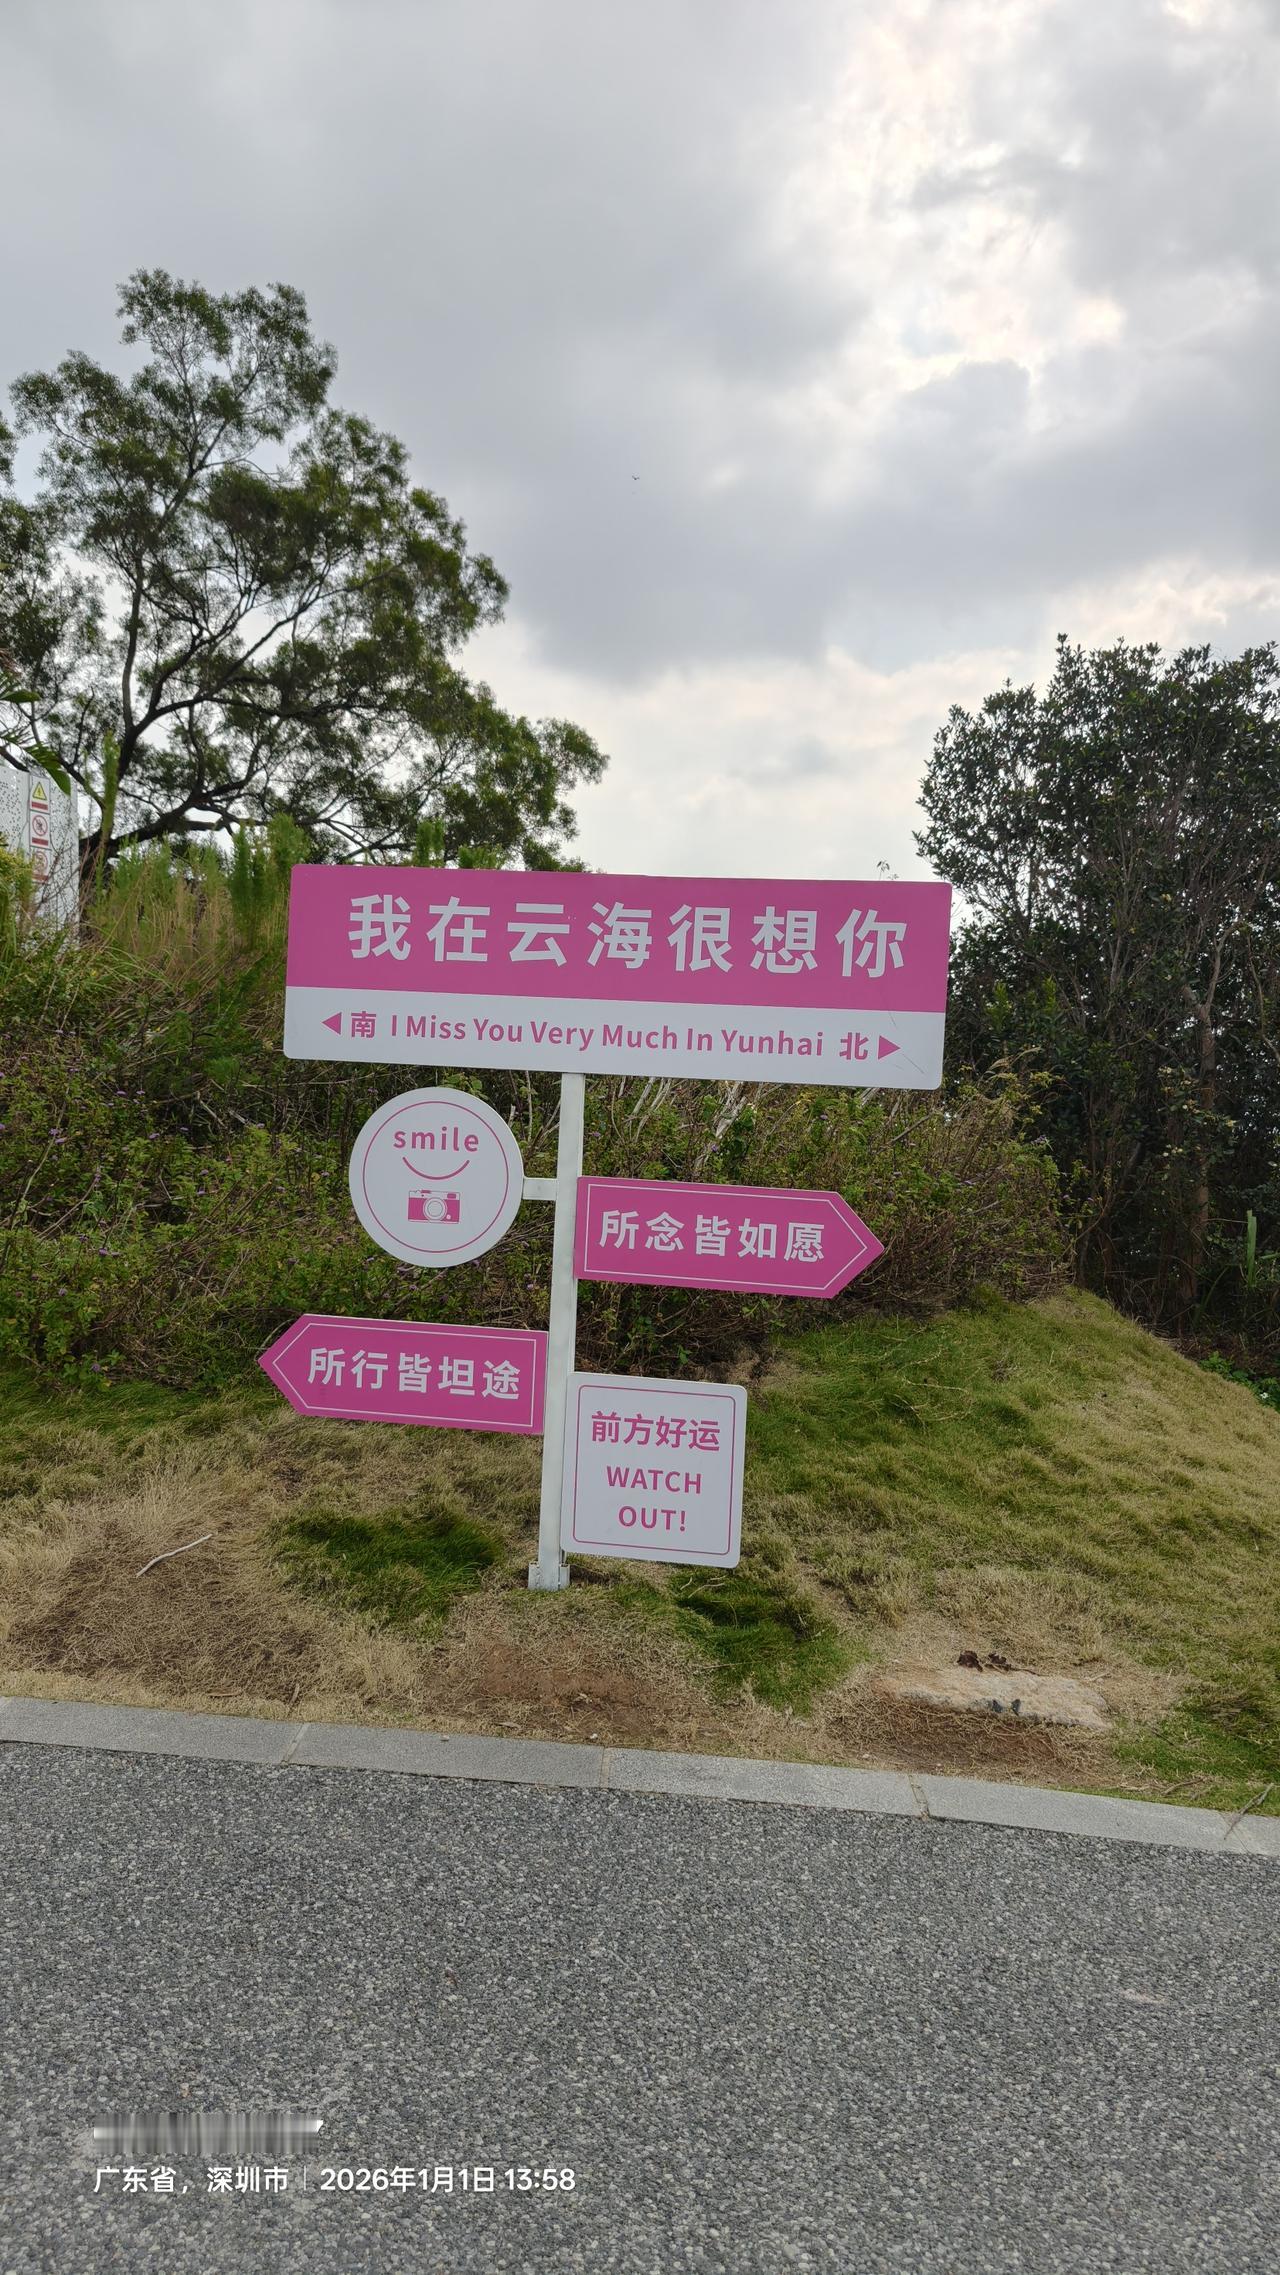 我在云海很想你
◀南 I Miss You Very Much In Yunhai 北▶
smile
所念皆如愿
所行皆坦途
前方好运
WATCH
OUT!
广东省，深圳市｜2026年1月1日 13:58